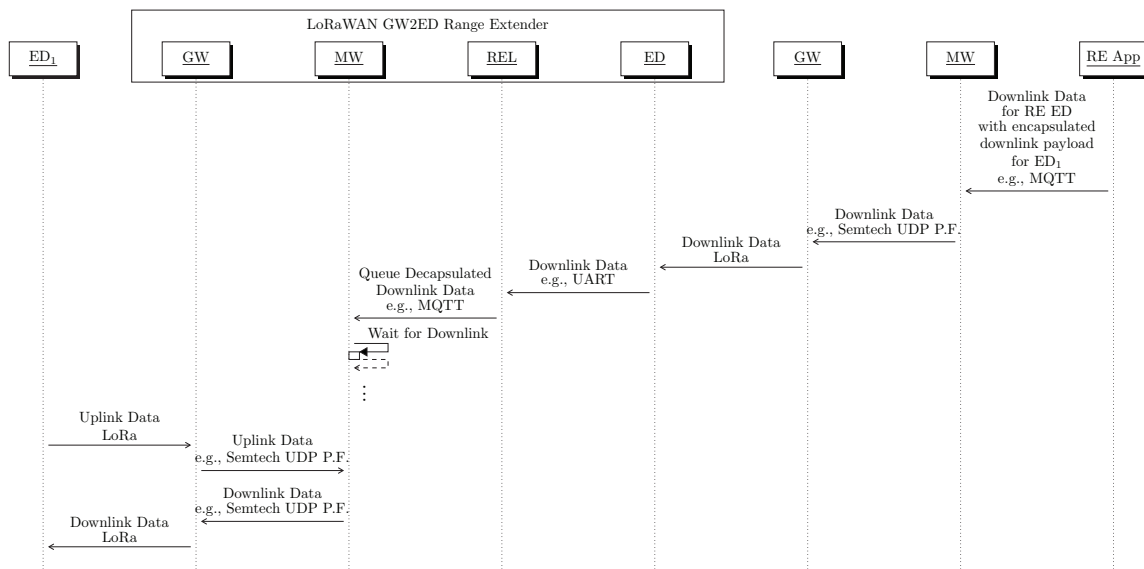 LoRaWAN GW2ED Range Extender
ED₁
GW
MW
REL
ED
GW
MW
RE App
Downlink Data
for RE ED
with encapsulated
downlink payload
for ED₁
e.g., MQTT
Downlink Data
e.g., Semtech UDP P.F.
Downlink Data
LoRa
Downlink Data
e.g., UART
Queue Decapsulated
Downlink Data
e.g., MQTT
Wait for Downlink
⋮
Uplink Data
LoRa
Uplink Data
e.g., Semtech UDP P.F.
Downlink Data
e.g., Semtech UDP P.F.
Downlink Data
LoRa